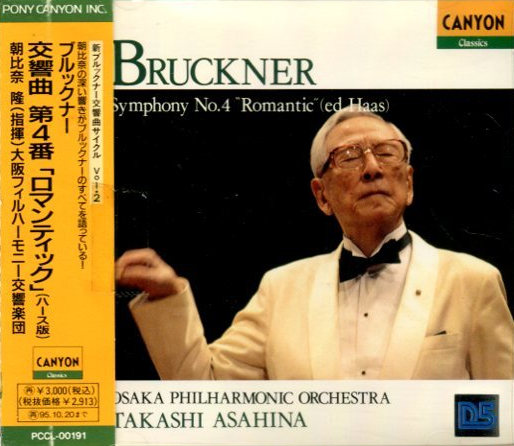 PONY CANYON INC.
新ブルックナー交響曲サイクル Vol.2
朝比奈の深い響きがブルックナーのすべてを語っている!
ブルックナー
交響曲 第4番「ロマンティック」(ハース版)
朝比奈 隆(指揮)大阪フィルハーモニー交響楽団
CANYON
Classics
㊢¥3,000(税込)
(税抜価格¥2,913)
㊢95.10.20まで
PCCL-00191
CANYON
Classics
BRUCKNER
Symphony No.4 "Romantic"(ed.Haas)
OSAKA PHILHARMONIC ORCHESTRA
TAKASHI ASAHINA
D5